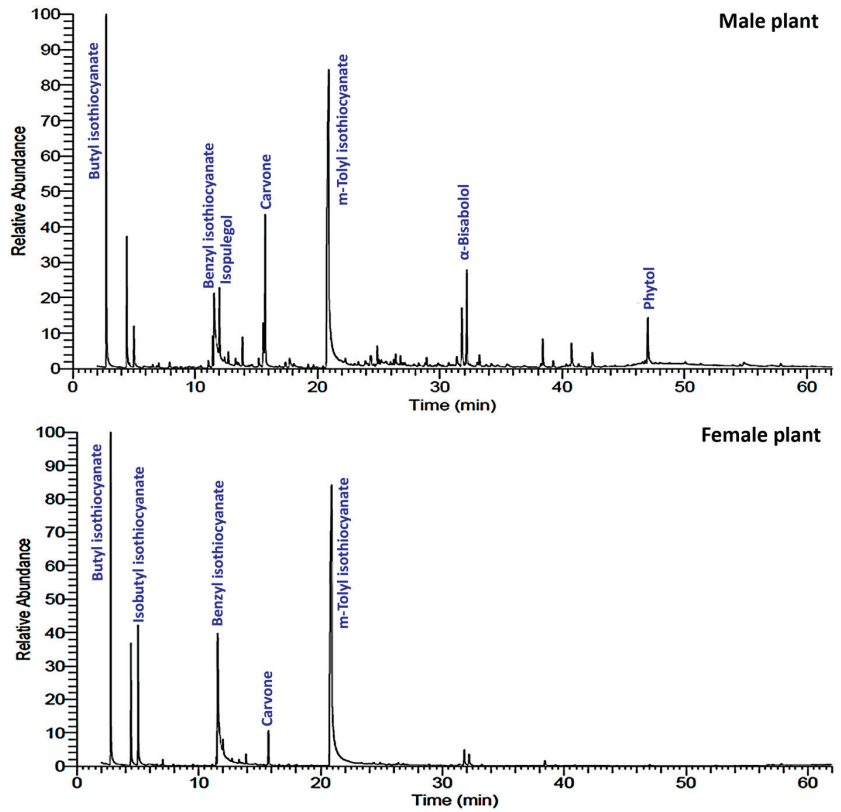 Male plant
Relative Abundance
100
90
80
70
60
50
40
30
20
10
0
Butyl isothiocyanate
Benzyl isothiocyanate
Isopulegol
Carvone
m-Tolyl isothiocyanate
α-Bisabolol
Phytol
0 10 20 30 40 50 60
Time (min)
Female plant
Relative Abundance
100
90
80
70
60
50
40
30
20
10
0
Butyl isothiocyanate
Isobutyl isothiocyanate
Benzyl isothiocyanate
Carvone
m-Tolyl isothiocyanate
0 10 20 30 40 50 60
Time (min)